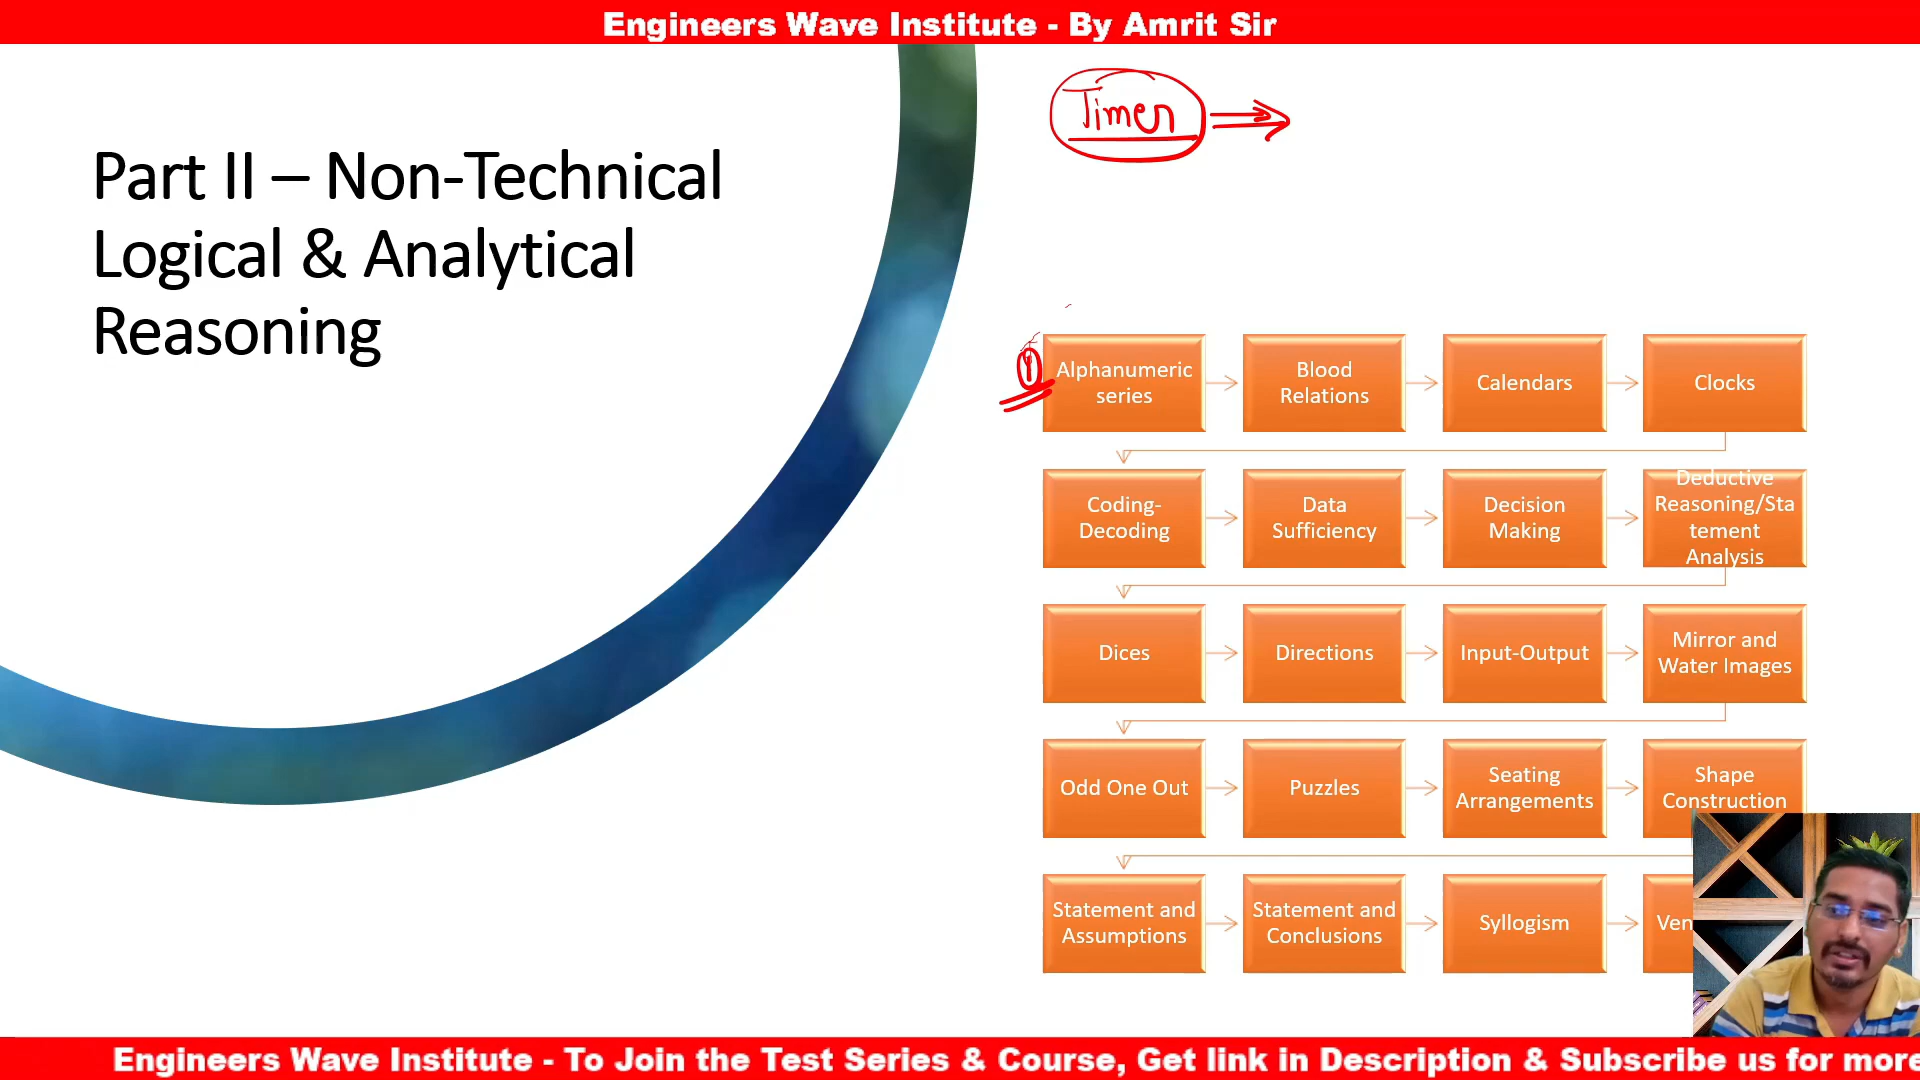 Engineers Wave Institute - By Amrit Sir
Timer
Part II – Non-Technical
Logical & Analytical
Reasoning
Alphanumeric
series
Blood
Relations
Calendars
Clocks
Coding-
Decoding
Data
Sufficiency
Decision
Making
Deductive
Reasoning/Sta
tement
Analysis
Dices
Directions
Input-Output
Mirror and
Water Images
Odd One Out
Puzzles
Seating
Arrangements
Shape
Construction
Statement and
Assumptions
Statement and
Conclusions
Syllogism
Ven
Engineers Wave Institute - To Join the Test Series & Course, Get link in Description & Subscribe us for more